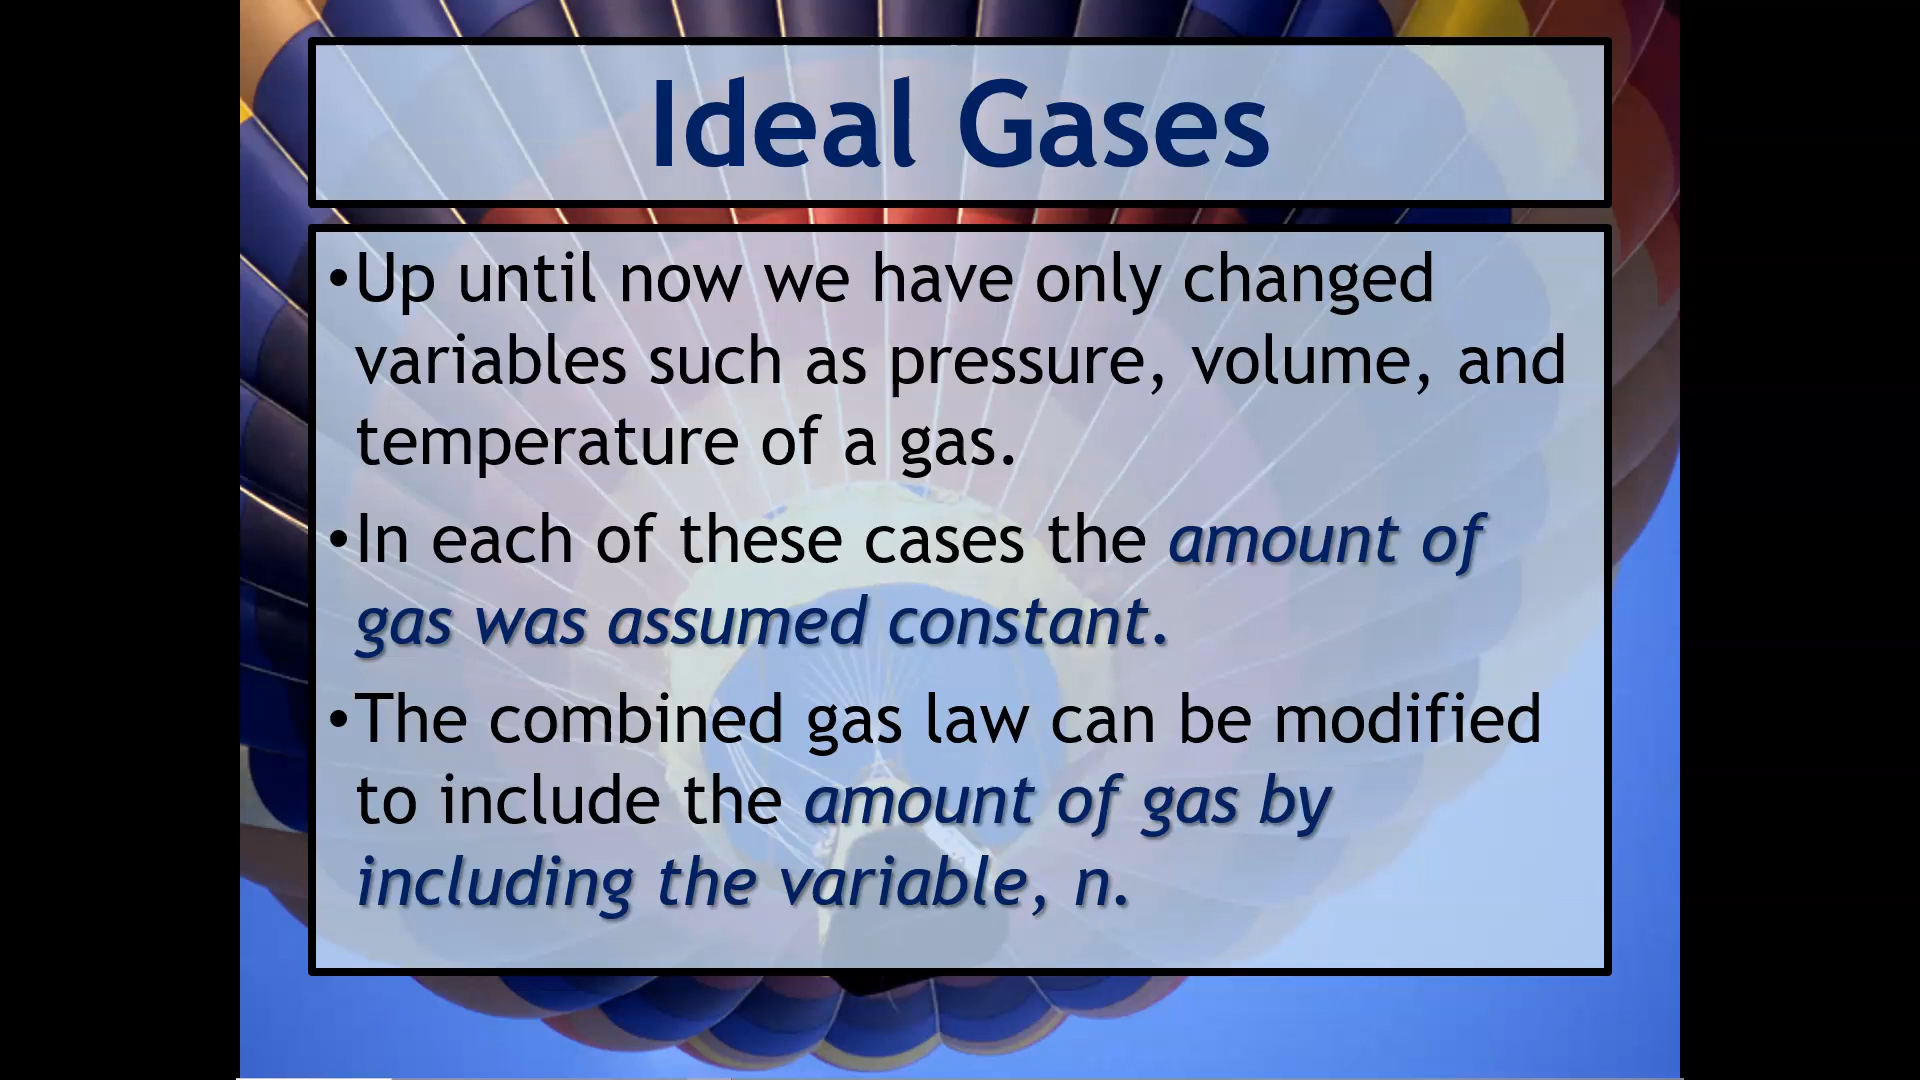 Ideal Gases
•Up until now we have only changed
variables such as pressure, volume, and
temperature of a gas.
•In each of these cases the amount of
gas was assumed constant.
•The combined gas law can be modified
to include the amount of gas by
including the variable, n.